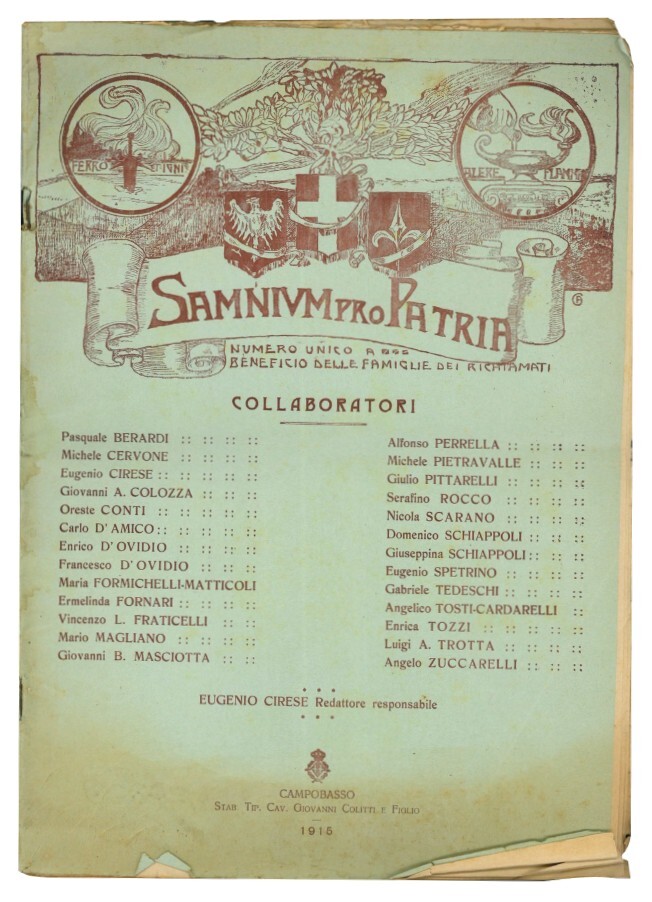 FERRO ET IGNI
ALERE FLAMMAM
SAMNIVM PRO PATRIA
NUMERO UNICO A
BENEFICIO DELLE FAMIGLIE DEI RICHIAMATI
COLLABORATORI
Pasquale BERARDI :: :: :: ::
Michele CERVONE :: :: :: ::
Eugenio CIRESE :: :: :: ::
Giovanni A. COLOZZA :: :: ::
Oreste CONTI :: :: :: :: ::
Carlo D'AMICO :: :: :: :: ::
Enrico D'OVIDIO :: :: :: ::
Francesco D'OVIDIO :: :: ::
Maria FORMICHELLI-MATTICOLI
Ermelinda FORNARI :: :: :: ::
Vincenzo L. FRATICELLI :: ::
Mario MAGLIANO :: :: :: ::
Giovanni B. MASCIOTTA :: ::
Alfonso PERRELLA :: :: :: ::
Michele PIETRAVALLE :: :: ::
Giulio PITTARELLI :: :: :: ::
Serafino ROCCO :: :: :: ::
Nicola SCARANO :: :: :: ::
Domenico SCHIAPPOLI :: :: ::
Giuseppina SCHIAPPOLI :: :: ::
Eugenio SPETRINO :: :: :: ::
Gabriele TEDESCHI :: :: :: ::
Angelico TOSTI-CARDARELLI ::
Enrica TOZZI :: :: :: :: ::
Luigi A. TROTTA :: :: :: ::
Angelo ZUCCARELLI :: :: ::
EUGENIO CIRESE Redattore responsabile
CAMPOBASSO
STAB TIP. CAV. GIOVANNI COLITTI E FIGLIO
1915